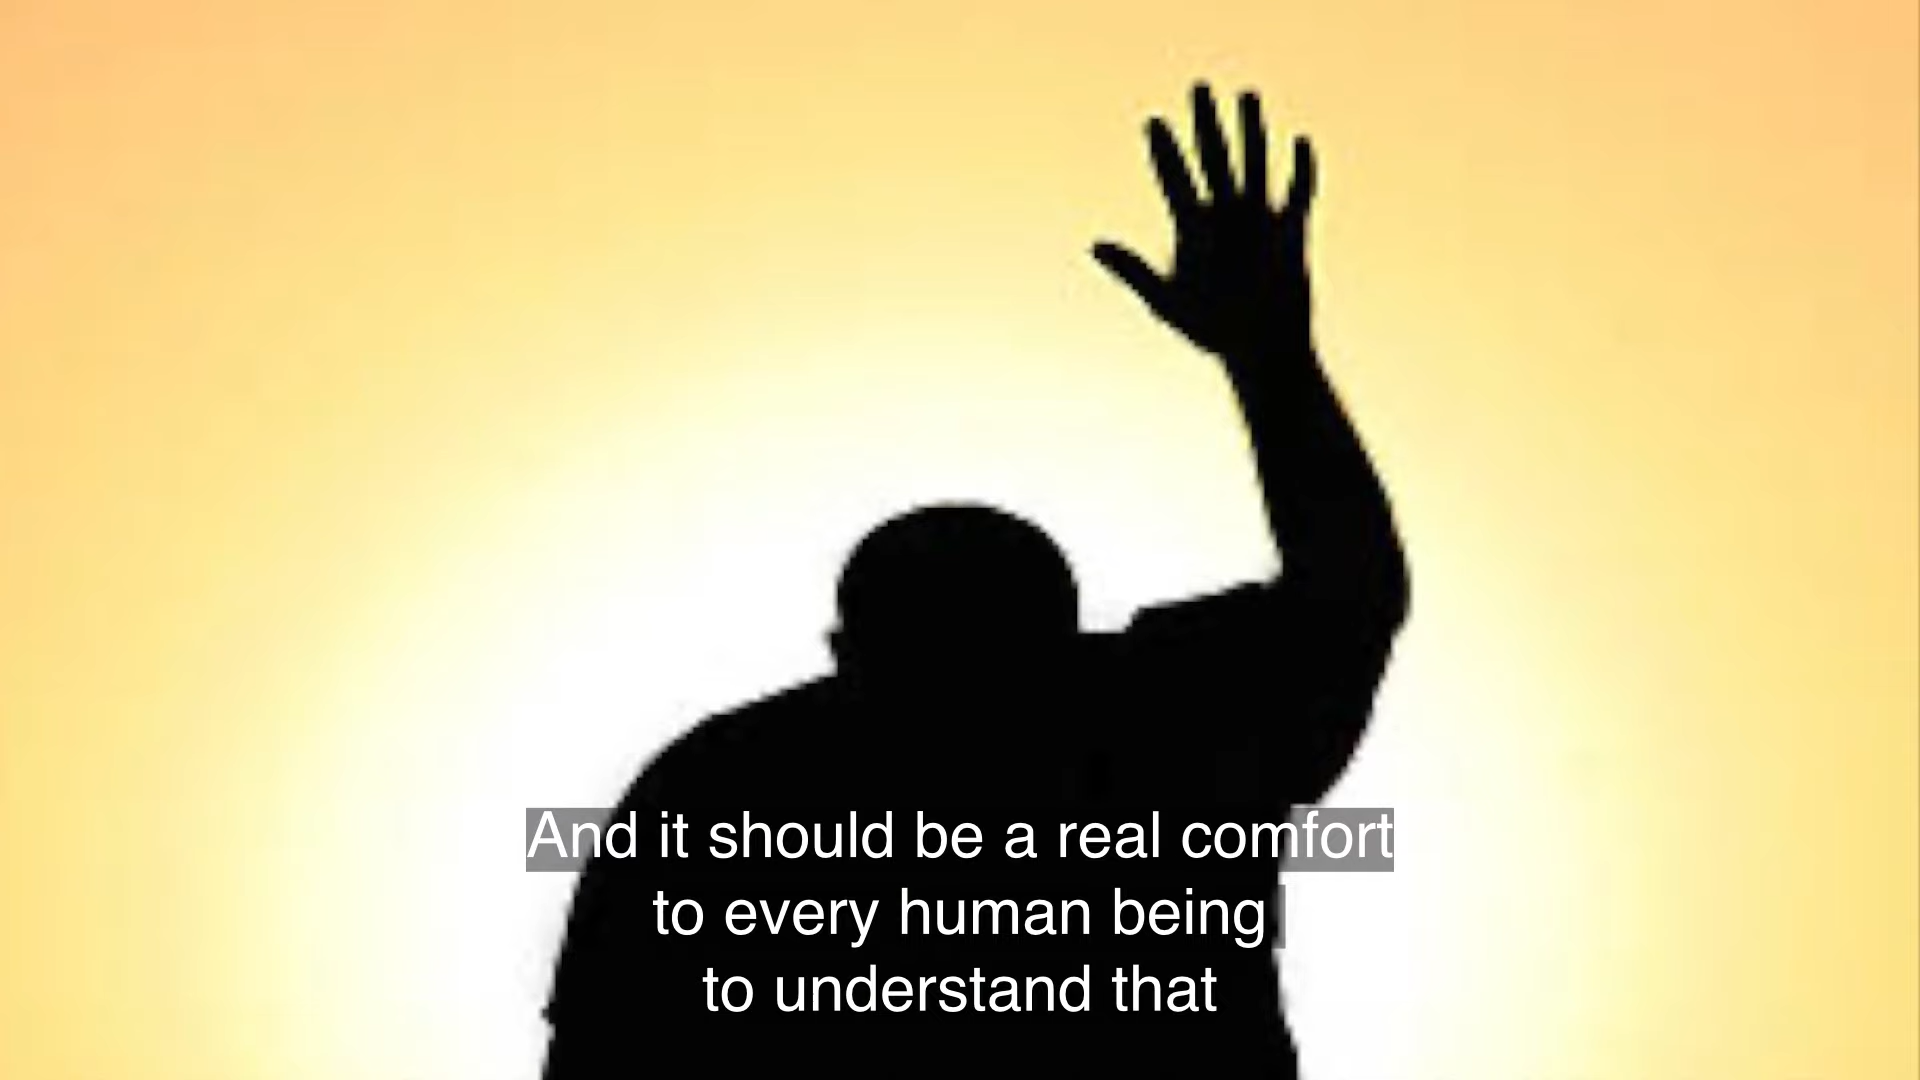 And it should be a real comfort
to every human being
to understand that